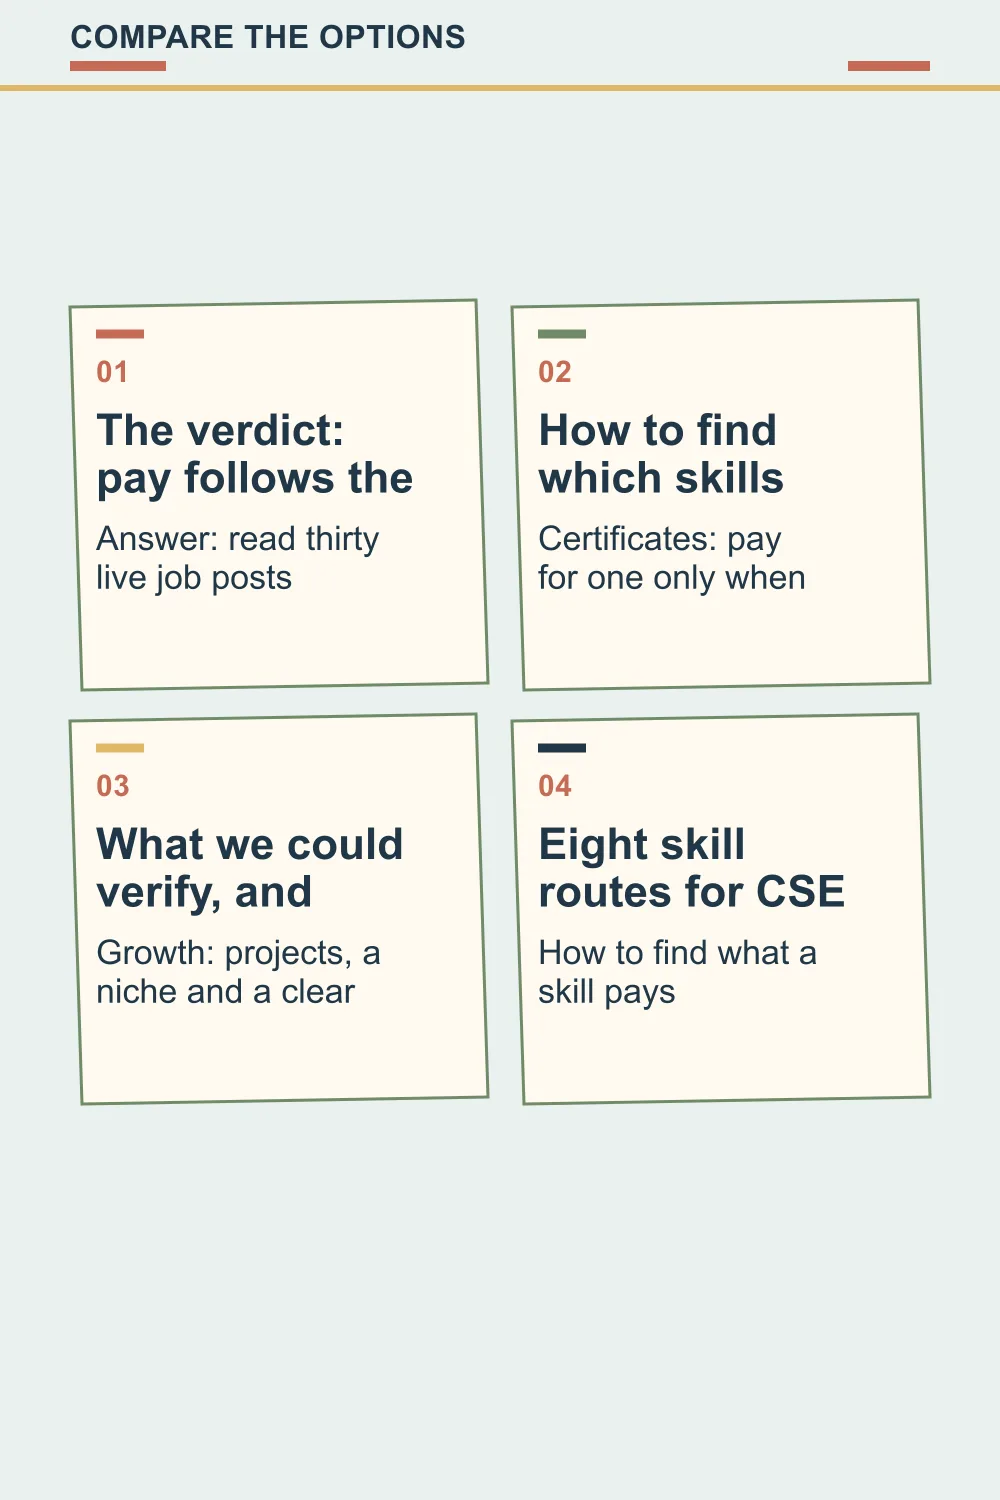 COMPARE THE OPTIONS
01
The verdict:
pay follows the
Answer: read thirty
live job posts
02
How to find
which skills
Certificates: pay
for one only when
03
What we could
verify, and
Growth: projects, a
niche and a clear
04
Eight skill
routes for CSE
How to find what a
skill pays